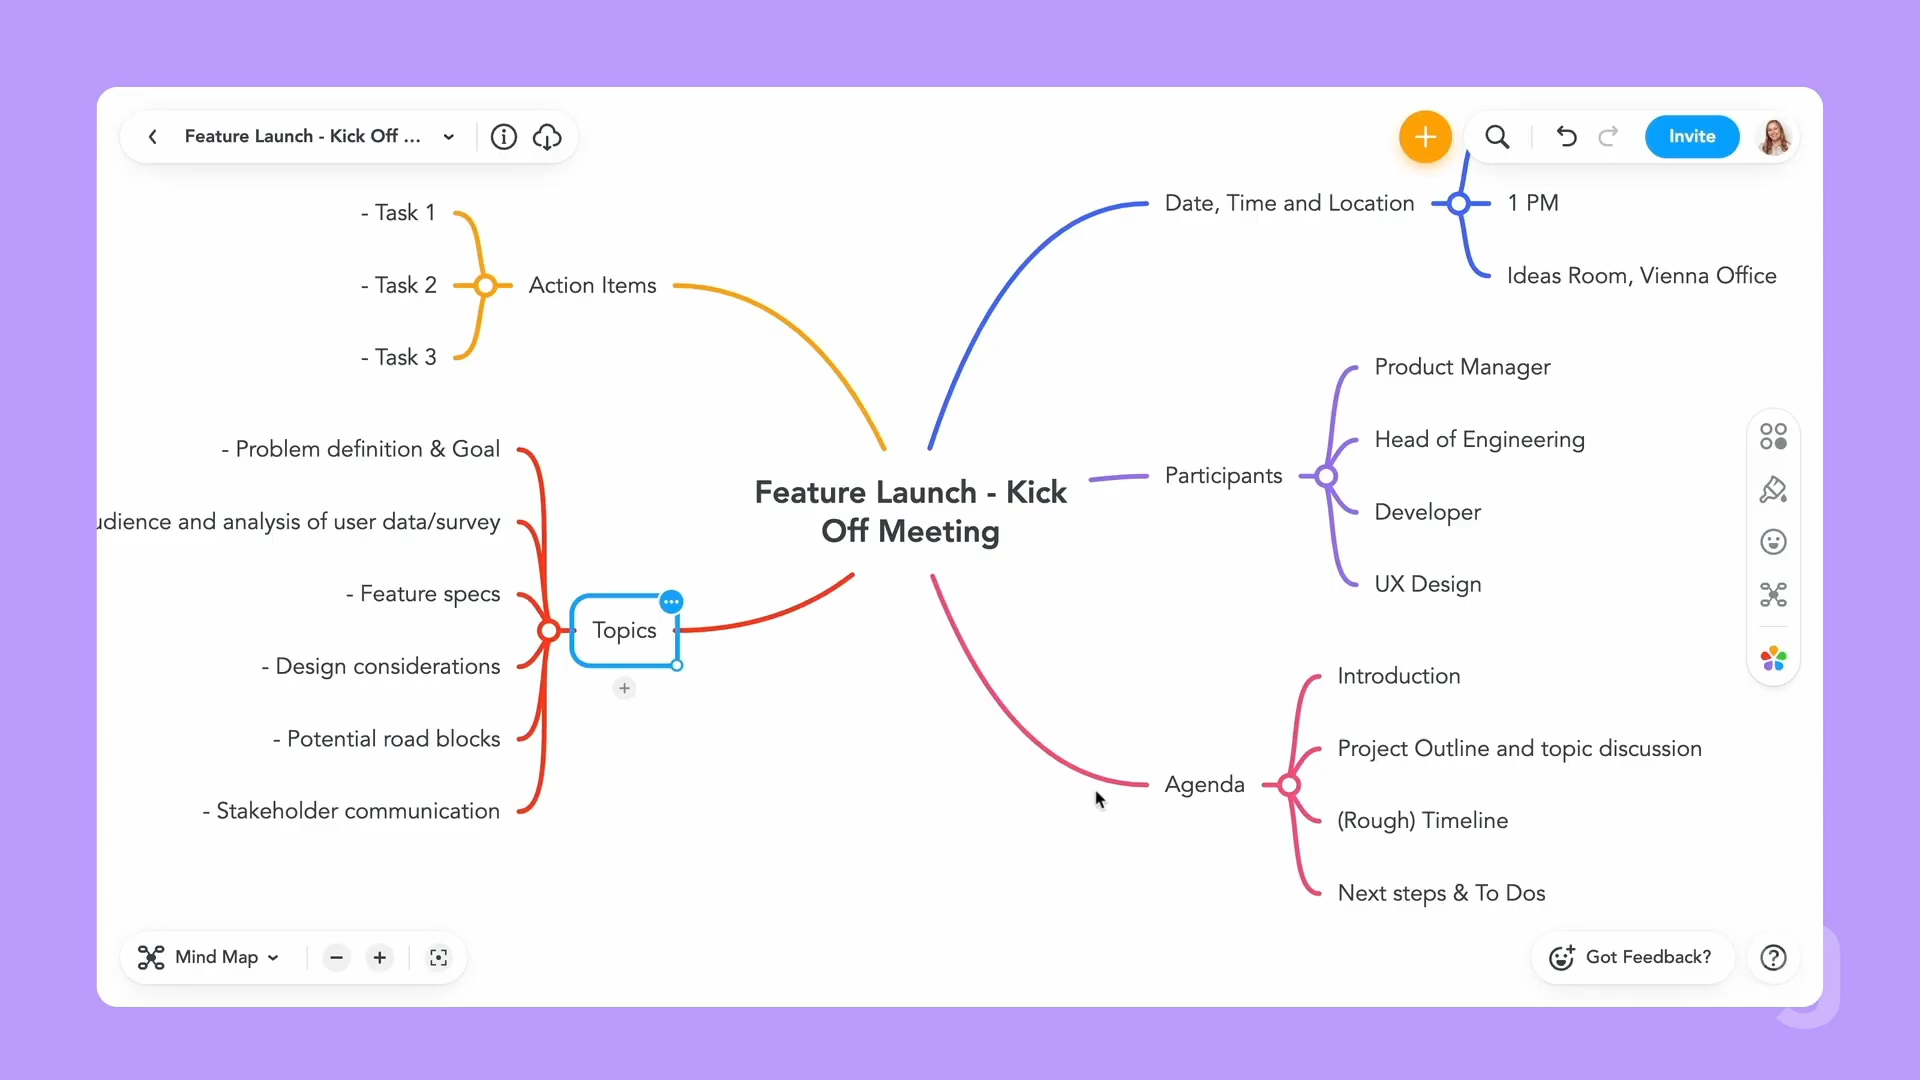 Feature Launch - Kick Off ...
Invite
- Task 1
- Task 2
- Task 3
Action Items
Date, Time and Location
1 PM
Ideas Room, Vienna Office
- Problem definition & Goal
and analysis of user data/survey
- Feature specs
- Design considerations
- Potential road blocks
- Stakeholder communication
Topics
Feature Launch - Kick
Off Meeting
Participants
Product Manager
Head of Engineering
Developer
UX Design
Agenda
Introduction
Project Outline and topic discussion
(Rough) Timeline
Next steps & To Dos
Mind Map
Got Feedback?